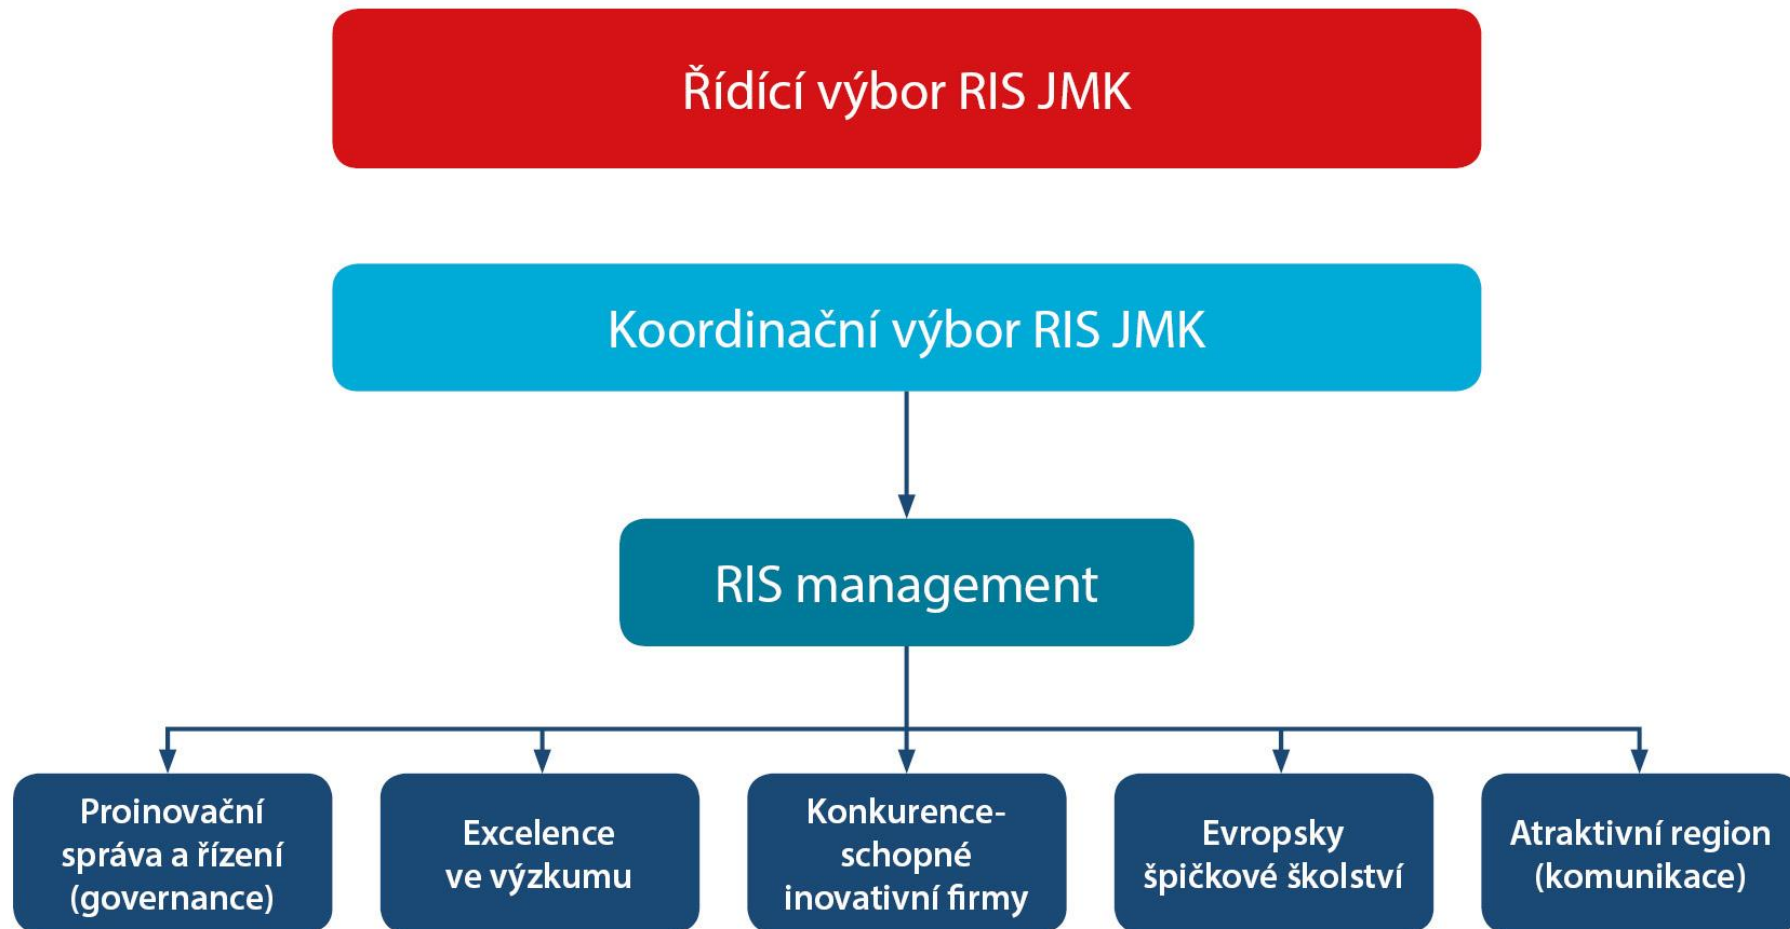 Řídící výbor RIS JMK
Koordinační výbor RIS JMK
RIS management
Proinovační
správa a řízení
(governance)
Excelence
ve výzkumu
Konkurence-
schopné
inovativní firmy
Evropsky
špičkové školství
Atraktivní region
(komunikace)